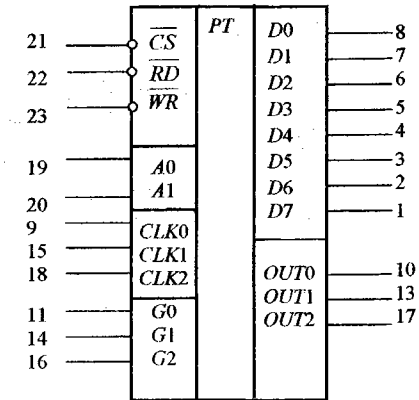 21 CS PT D0 8
22 RD D1 7
23 WR D2 6
D3 5
D4 4
19 A0 D5 3
20 A1 D6 2
9 CLK0 D7 1
15 CLK1
18 CLK2 OUT0 10
11 G0 OUT1 13
14 G1 OUT2 17
16 G2